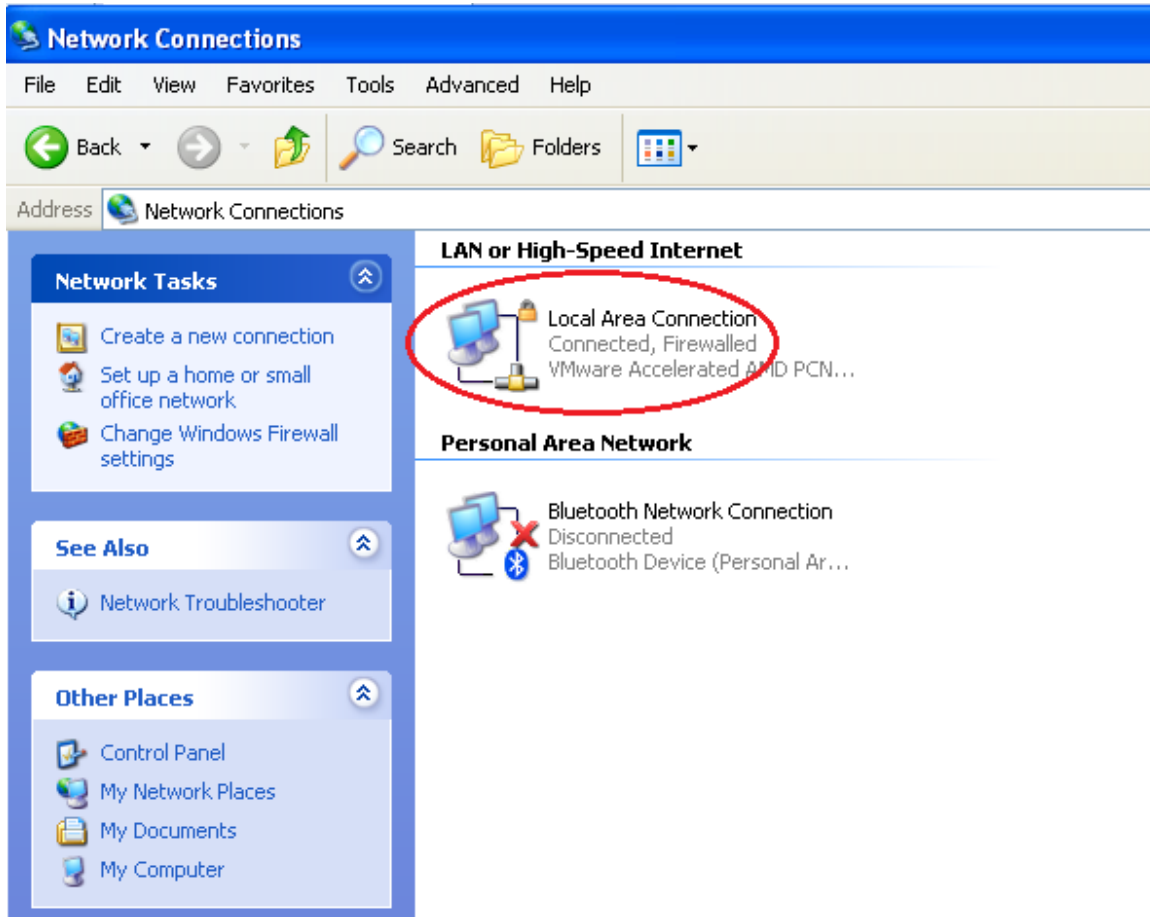 Network Connections
File Edit View Favorites Tools Advanced Help
Back Search Folders
Address Network Connections
Network Tasks
Create a new connection
Set up a home or small
office network
Change Windows Firewall
settings
See Also
Network Troubleshooter
Other Places
Control Panel
My Network Places
My Documents
My Computer
LAN or High-Speed Internet
Local Area Connection
Connected, Firewalled
VMware Accelerated AMD PCN...
Personal Area Network
Bluetooth Network Connection
Disconnected
Bluetooth Device (Personal Ar...